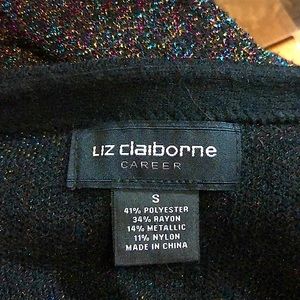 Liz claiborne
CAREER
S
41% POLYESTER
34% RAYON
14% METALLIC
11% NYLON
MADE IN CHINA